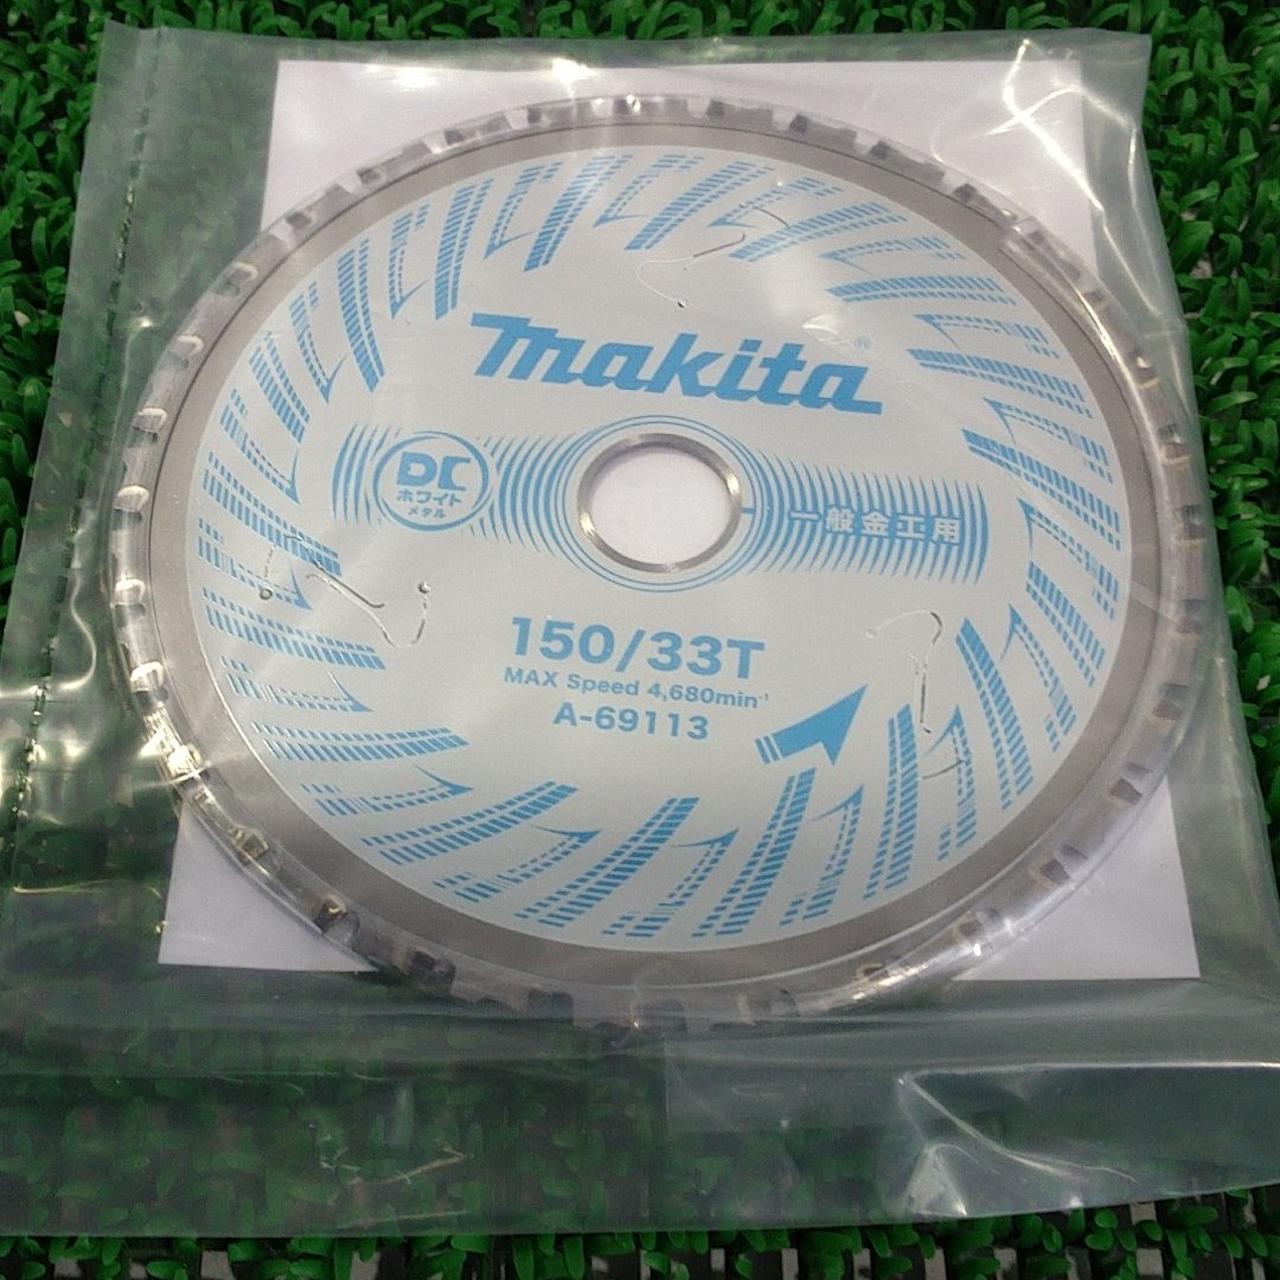 makita®
DC
ホワイト
メタル
一般金工用
150/33T
MAX Speed 4,680min⁻¹
A-69113